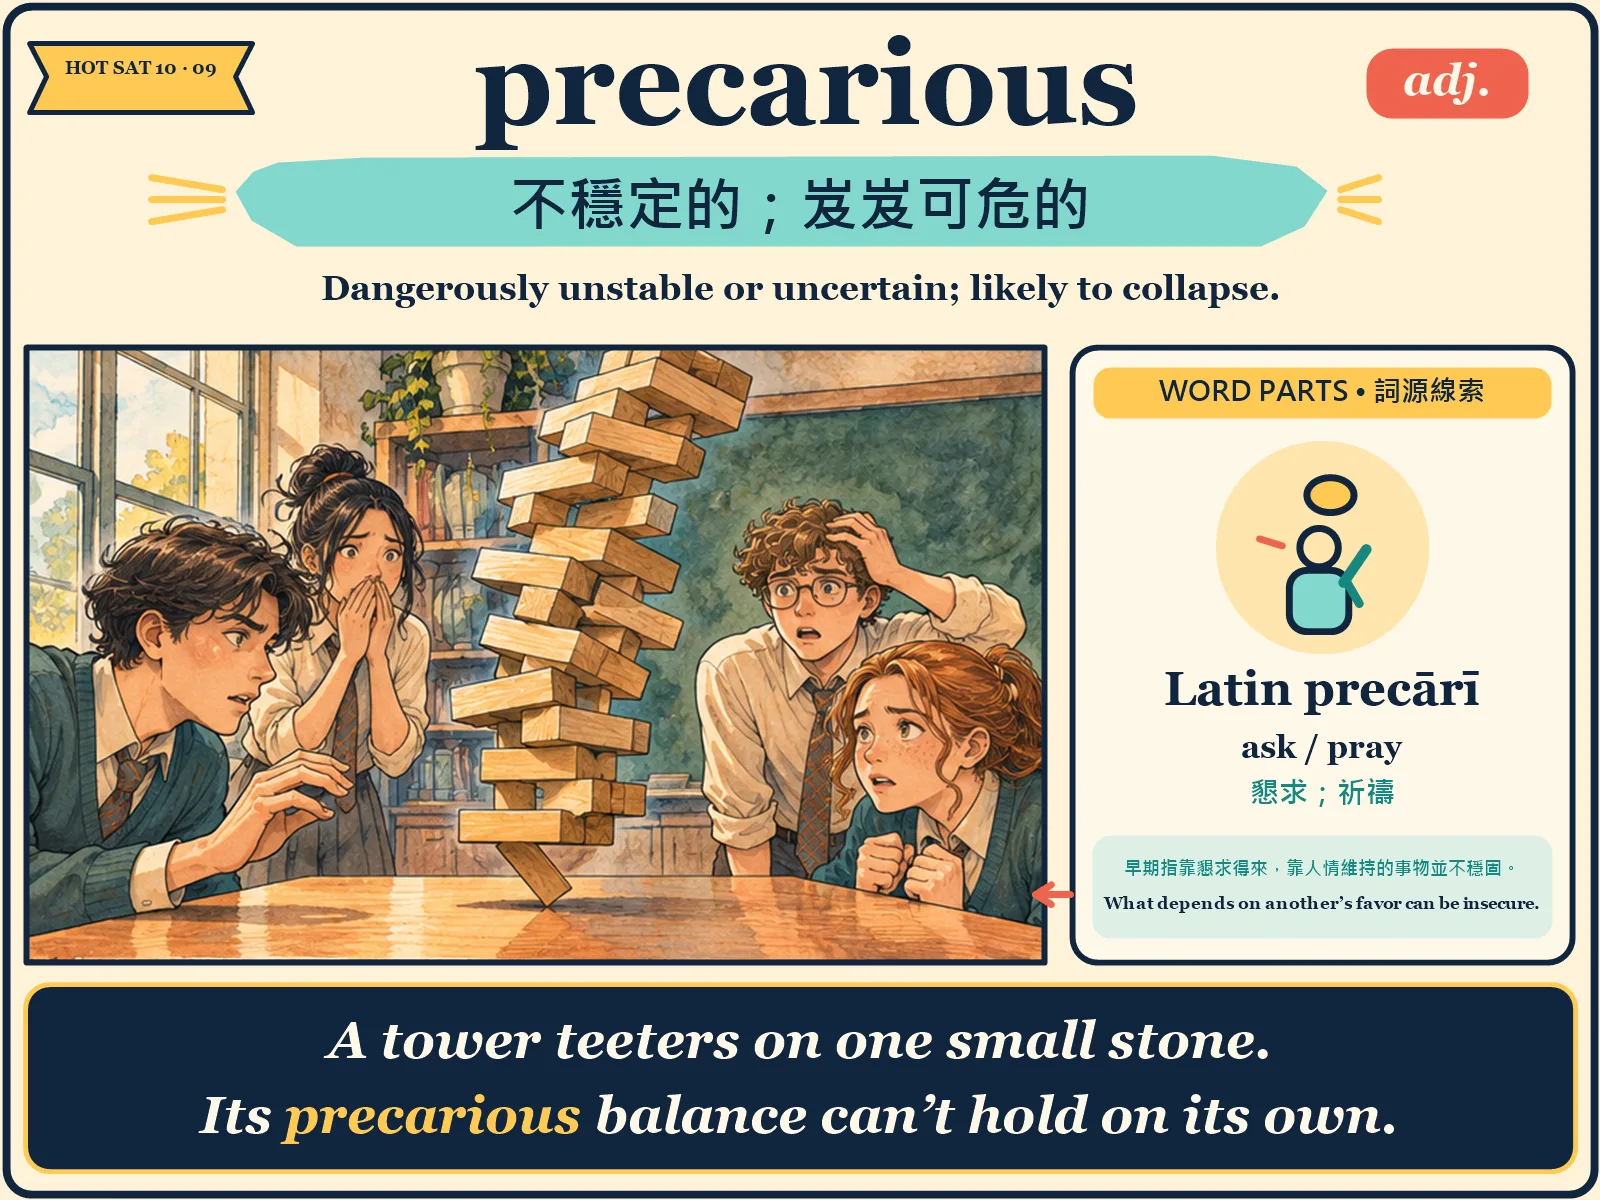 HOT SAT 10 · 09
precarious
adj.
不穩定的；岌岌可危的
Dangerously unstable or uncertain; likely to collapse.
WORD PARTS • 詞源線索
Latin precārī
ask / pray
懇求；祈禱
早期指靠懇求得來，靠人情維持的事物並不穩固。
What depends on another’s favor can be insecure.
A tower teeters on one small stone.
Its precarious balance can’t hold on its own.